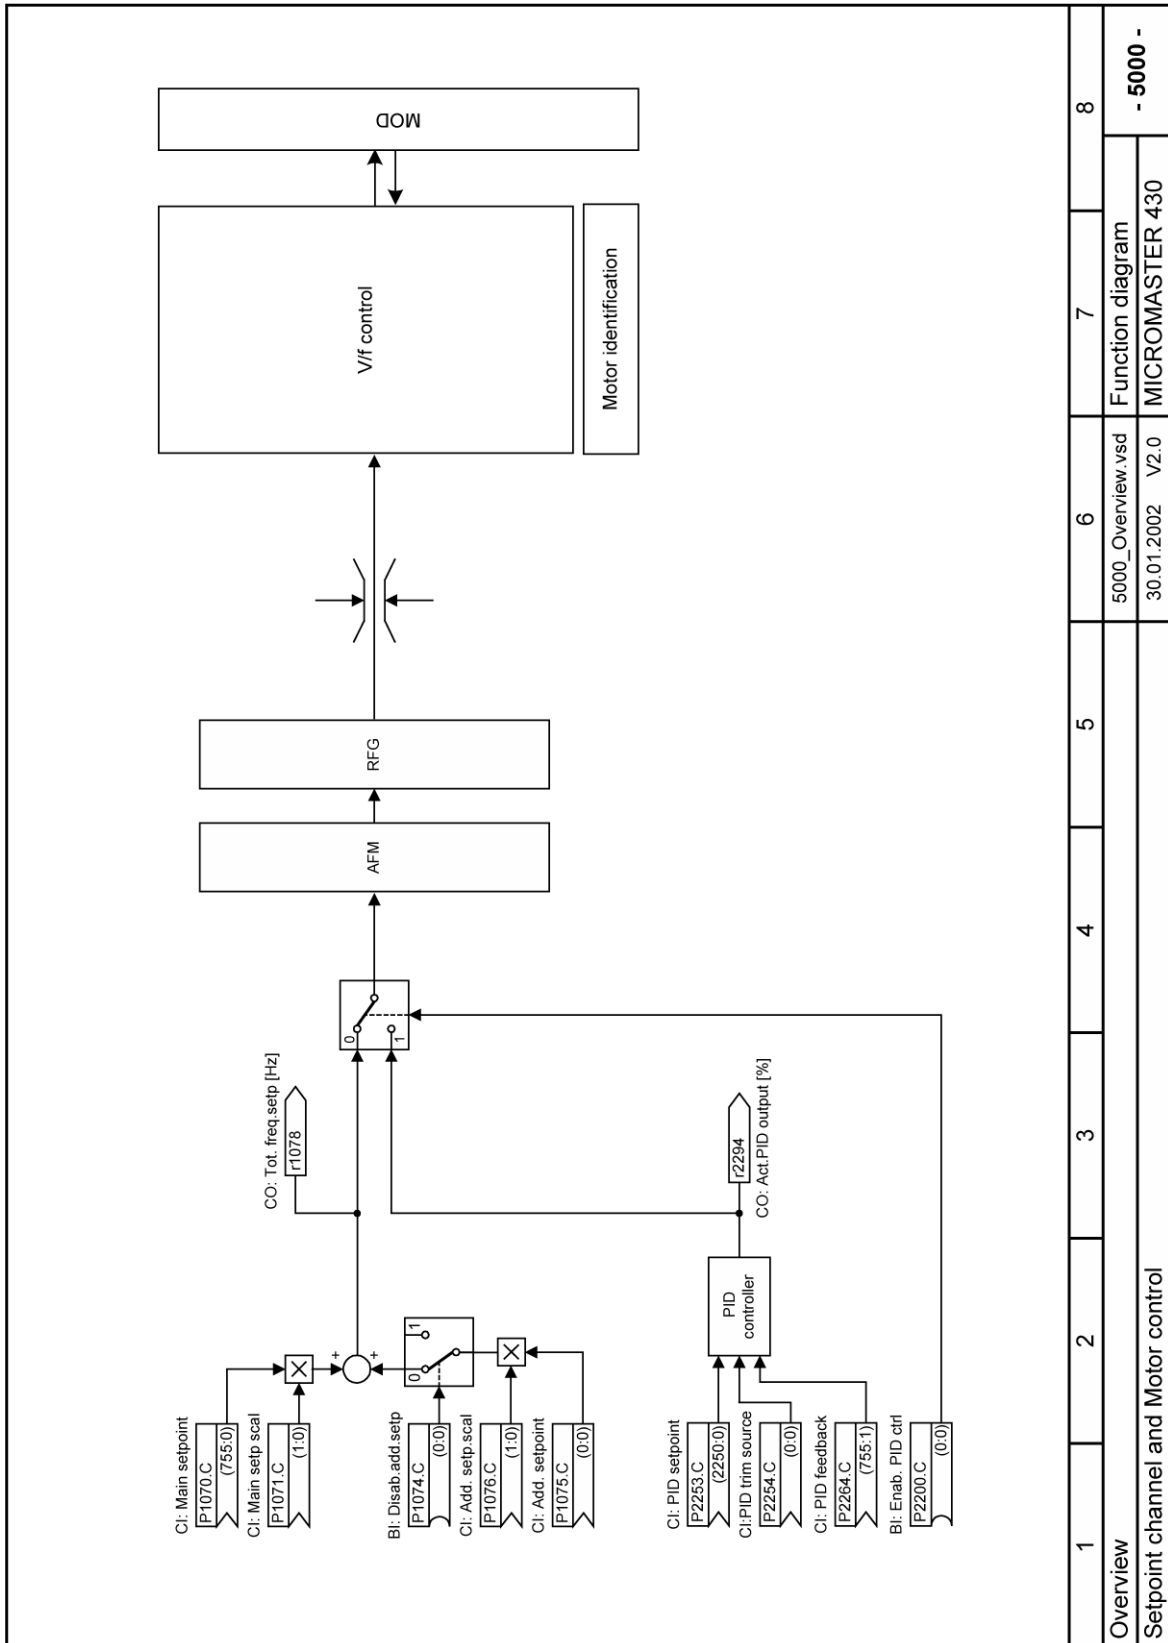 CI: Main setpoint
P1070.C
(755:0)
CI: Main setp scal
P1071.C
(1:0)
BI: Disab.add.setp
P1074.C
(0:0)
CI: Add. setp.scal
P1076.C
(1:0)
CI: Add. setpoint
P1075.C
(0:0)
CI: PID setpoint
P2253.C
(2250:0)
CI:PID trim source
P2254.C
(0:0)
CI: PID feedback
P2264.C
(755:1)
BI: Enab. PID ctrl
P2200.C
(0:0)
+
+
0
1
PID
controller
CO: Tot. freq.setp [Hz]
r1078
r2294
CO: Act.PID output [%]
0
1
AFM
RFG
V/f control
Motor identification
MOD
1
2
3
4
5
6
7
8
Overview
5000_Overview.vsd
Function diagram
- 5000 -
Setpoint channel and Motor control
30.01.2002
V2.0
MICROMASTER 430